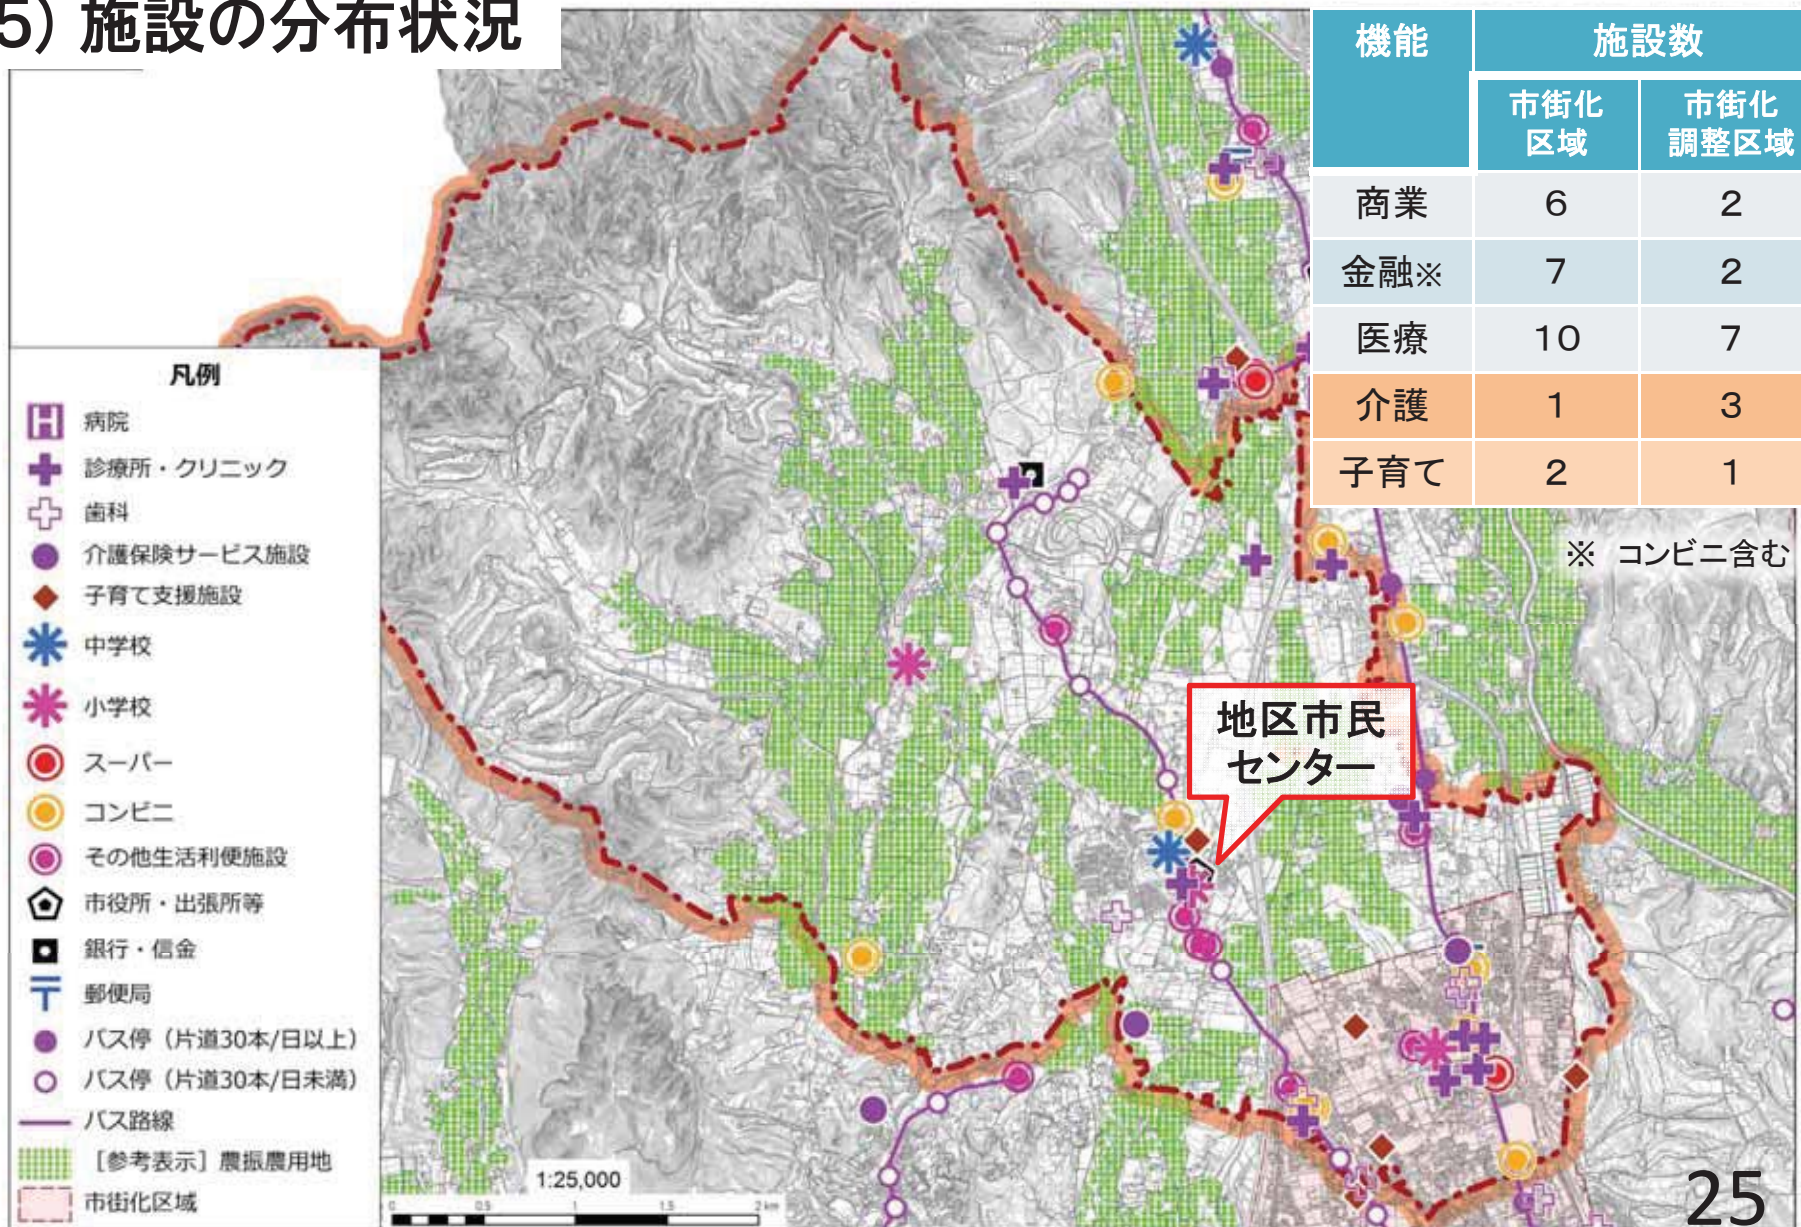 5) 施設の分布状況
機能 施設数
市街化区域 市街化調整区域
商業 6 2
金融※ 7 2
医療 10 7
介護 1 3
子育て 2 1
※ コンビニ含む
地区市民
センター
凡例
病院
診療所・クリニック
歯科
介護保険サービス施設
子育て支援施設
中学校
小学校
スーパー
コンビニ
その他生活利便施設
市役所・出張所等
銀行・信金
郵便局
バス停（片道30本/日以上）
バス停（片道30本/日未満）
バス路線
［参考表示］農振農用地
市街化区域
1:25,000
0 0.5 1 1.5 2 km
25